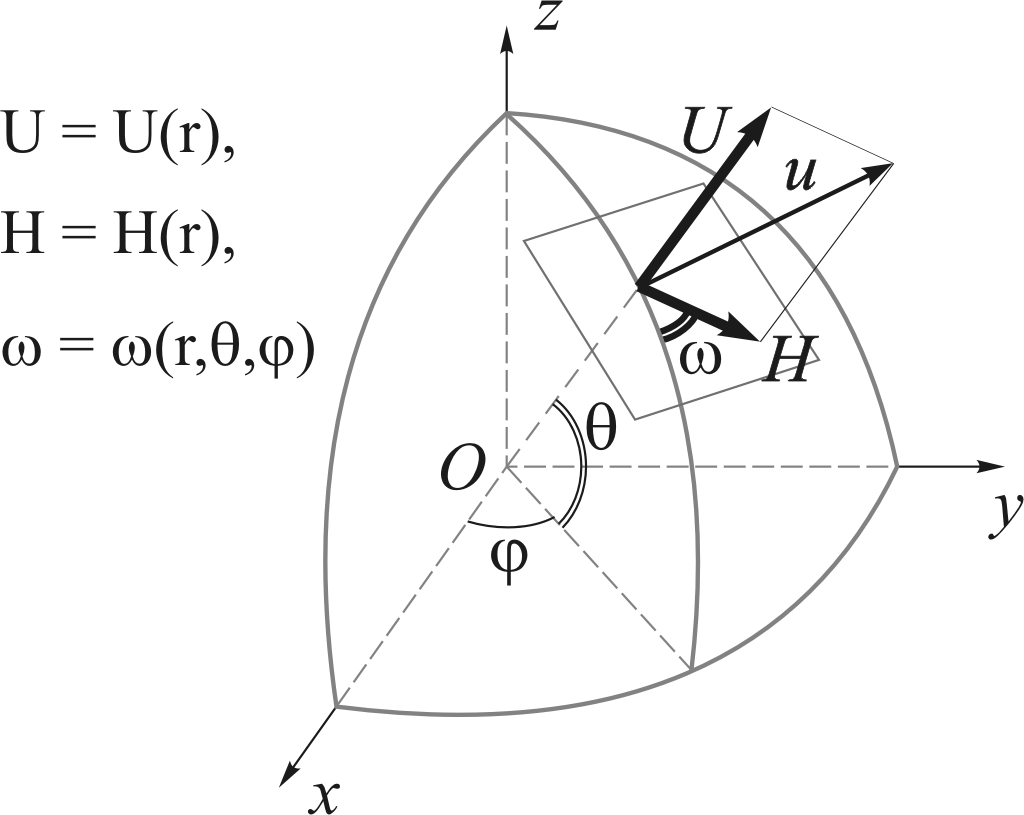 z
U = U(r),
U
u
H = H(r),
ω = ω(r,θ,φ)
ω
H
θ
O
y
φ
x